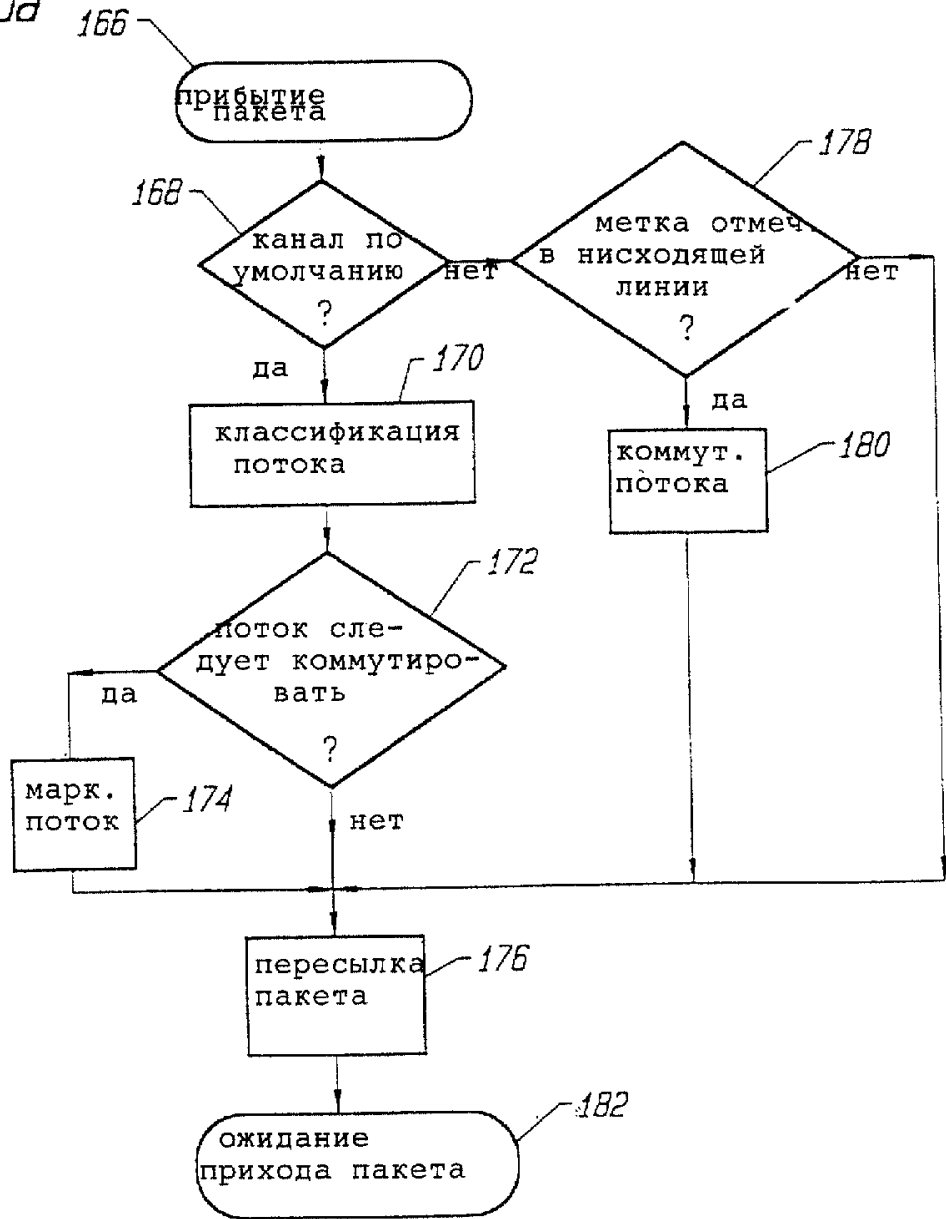 166
прибытие
пакета
178
168
канал по
умолчанию
?
нет
метка отмеч.
в нисходящей
линии
?
нет
да
170
классификация
потока
да
коммут.
потока
180
172
поток сле-
дует коммутиро-
вать
?
да
марк.
поток
174
нет
пересылка
пакета
176
182
ожидание
прихода пакета